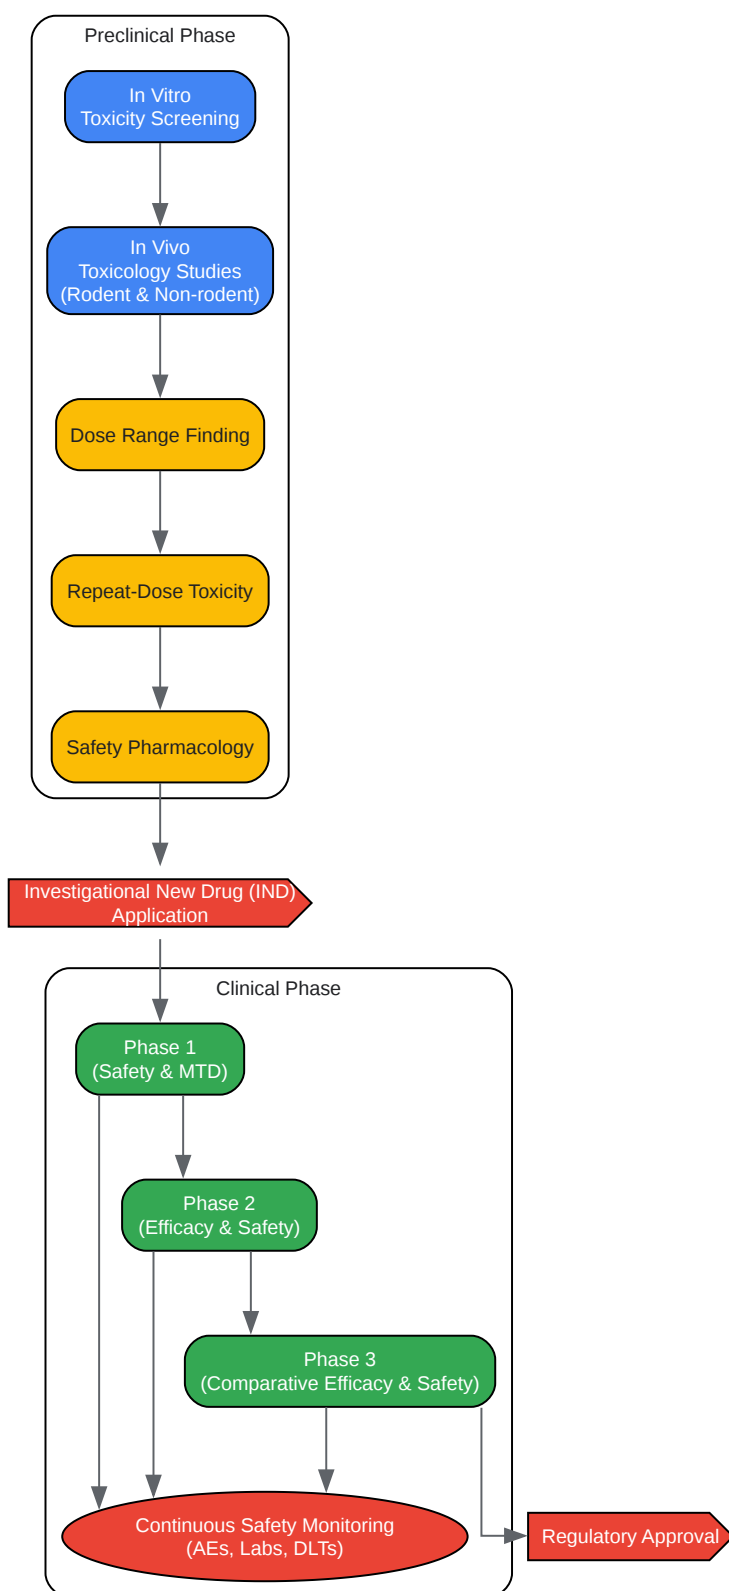 Preclinical Phase
In Vitro
Toxicity Screening
In Vivo
Toxicology Studies
(Rodent & Non-rodent)
Dose Range Finding
Repeat-Dose Toxicity
Safety Pharmacology
Investigational New Drug (IND)
Application
Clinical Phase
Phase 1
(Safety & MTD)
Phase 2
(Efficacy & Safety)
Phase 3
(Comparative Efficacy & Safety)
Continuous Safety Monitoring
(AEs, Labs, DLTs)
Regulatory Approval